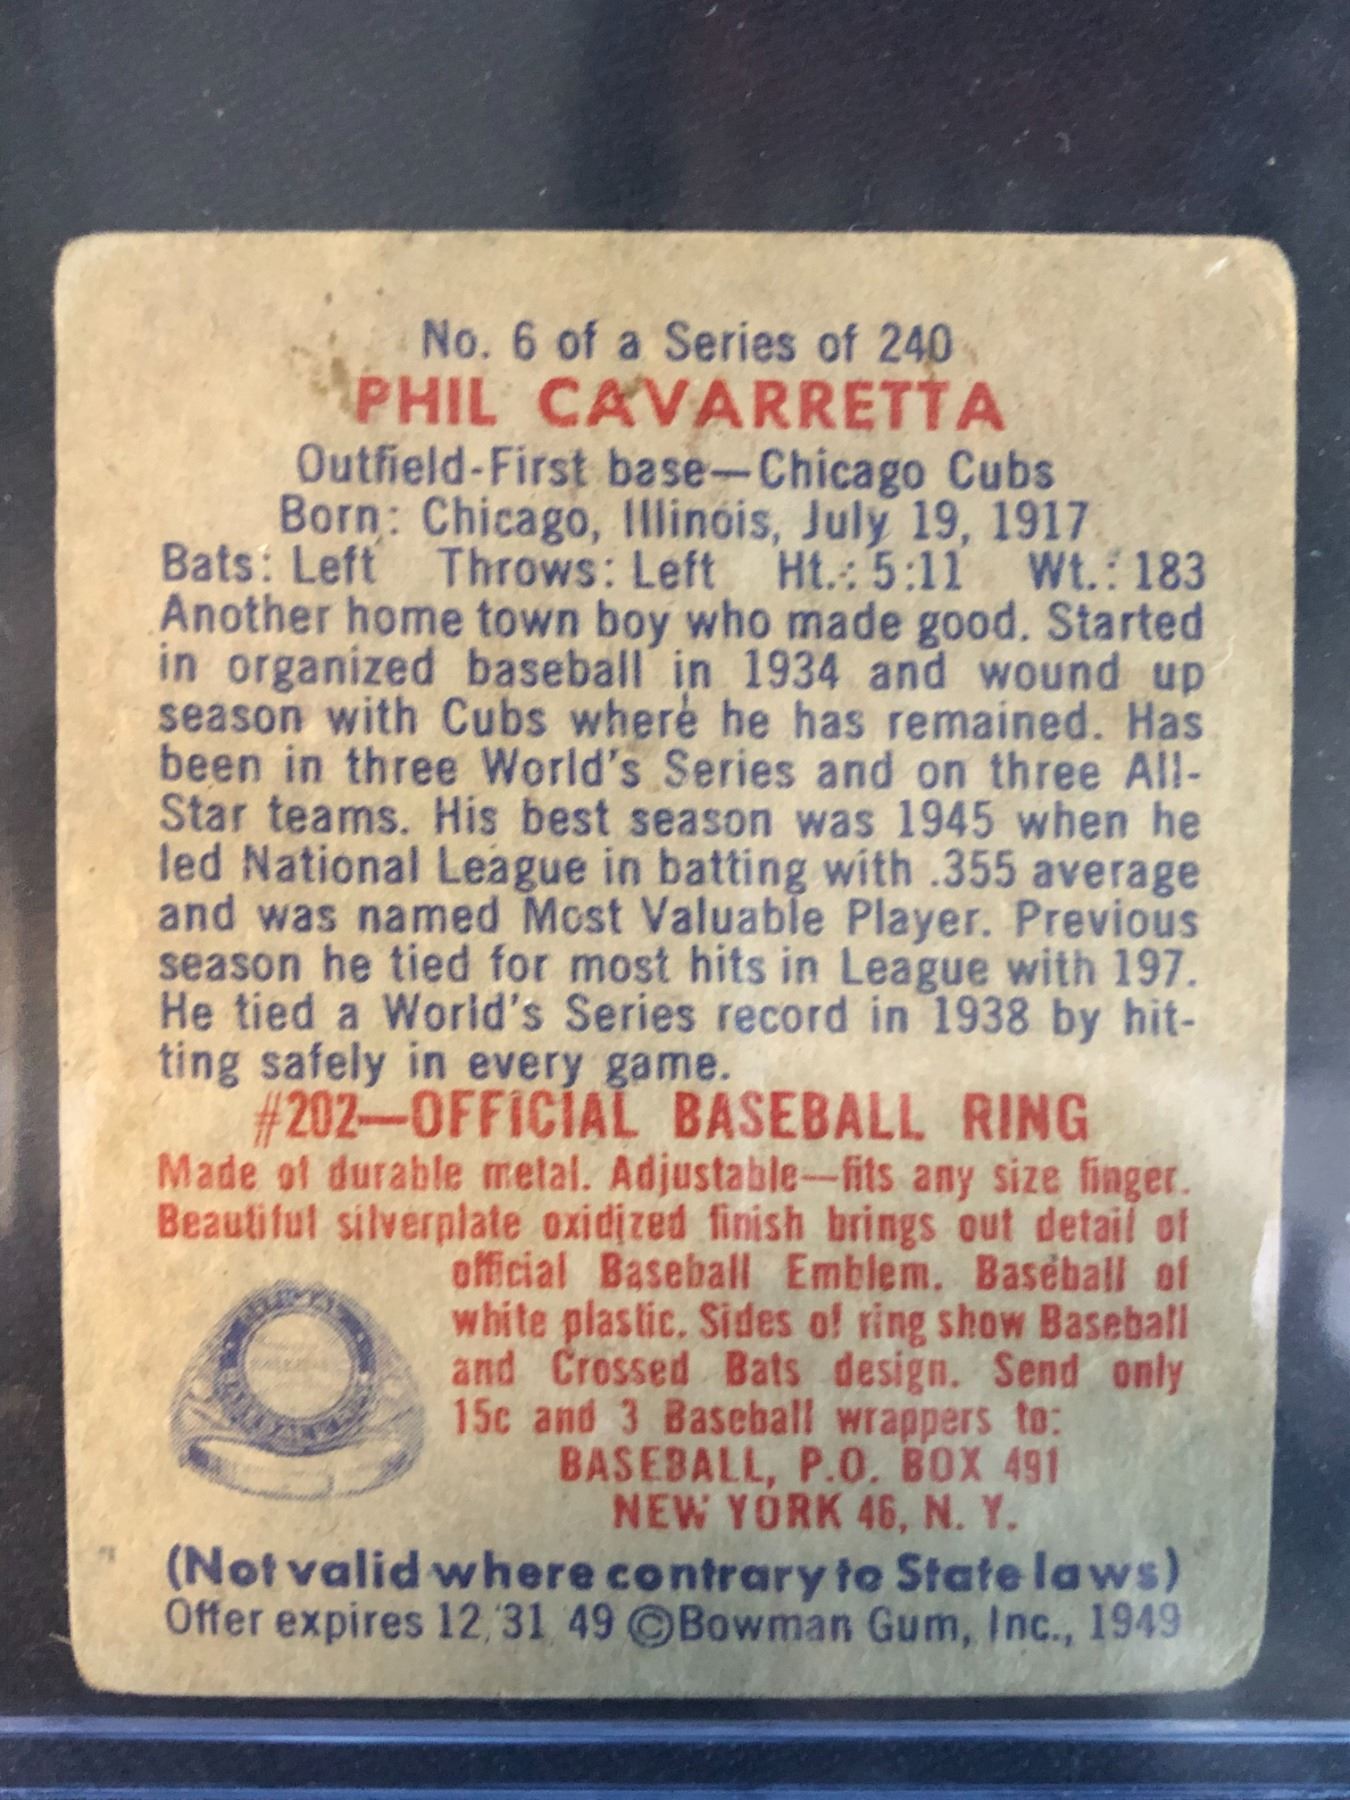 No. 6 of a Series of 240
PHIL CAVARRETTA
Outfield-First base—Chicago Cubs
Born: Chicago, Illinois, July 19, 1917
Bats: Left Throws: Left Ht.: 5:11 Wt.: 183
Another home town boy who made good. Started
in organized baseball in 1934 and wound up
season with Cubs where he has remained. Has
been in three World's Series and on three All-
Star teams. His best season was 1945 when he
led National League in batting with .355 average
and was named Most Valuable Player. Previous
season he tied for most hits in League with 197.
He tied a World's Series record in 1938 by hit-
ting safely in every game.
#202—OFFICIAL BASEBALL RING
Made of durable metal. Adjustable—fits any size finger.
Beautiful silverplate oxidized finish brings out detail of
official Baseball Emblem. Baseball of
white plastic. Sides of ring show Baseball
and Crossed Bats design. Send only
15c and 3 Baseball wrappers to:
BASEBALL, P.O. BOX 491
NEW YORK 46, N. Y.
(Not valid where contrary to State laws)
Offer expires 12/31 49 ©Bowman Gum, Inc., 1949